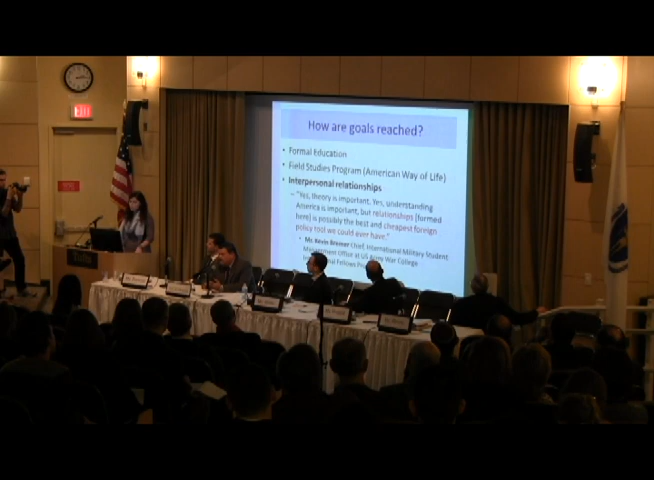 EXIT
How are goals reached?
• Formal Education
• Field Studies Program (American Way of Life)
• Interpersonal relationships
– "Yes, theory is important. Yes, understanding
America is important, but relationships [formed
here] is possibly the best and cheapest foreign
policy tool we could ever have."
• Mr. Kevin Bremer Chief, International Military Student
Management Office at US Army War College
Fellows